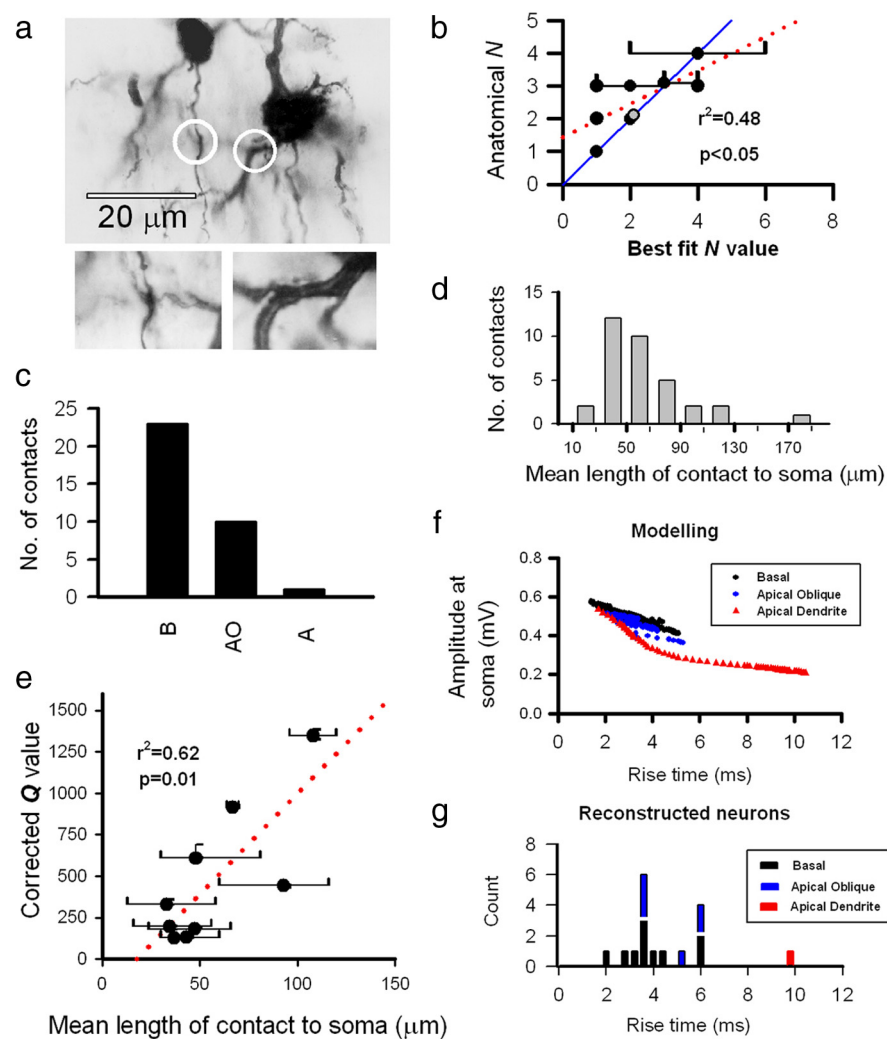 a
20 μm
b
Anatomical N
5
4
3
2
1
0
r²=0.48
p<0.05
0 2 4 6 8
Best fit N value
c
No. of contacts
25
20
15
10
5
0
B AO A
d
No. of contacts
15
10
5
0
10 50 90 130 170
Mean length of contact to soma (μm)
e
Corrected Q value
1500
1250
1000
750
500
250
0
r²=0.62
p=0.01
0 50 100 150
Mean length of contact to soma (μm)
f
Modelling
Amplitude at
soma (mV)
0.8
0.6
0.4
0.2
0.0
Basal
Apical Oblique
Apical Dendrite
0 2 4 6 8 10 12
Rise time (ms)
g
Reconstructed neurons
Count
8
6
4
2
0
Basal
Apical Oblique
Apical Dendrite
0 2 4 6 8 10 12
Rise time (ms)